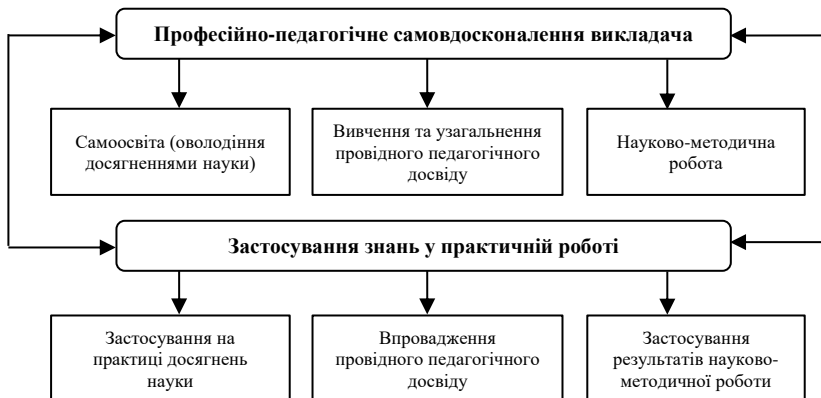 Професійно-педагогічне самовдосконалення викладача
Самоосвіта (оволодіння
досягненнями науки)
Вивчення та узагальнення
провідного педагогічного
досвіду
Науково-методична
робота
Застосування знань у практичній роботі
Застосування на
практиці досягнень
науки
Впровадження
провідного педагогічного
досвіду
Застосування
результатів науково-
методичної роботи